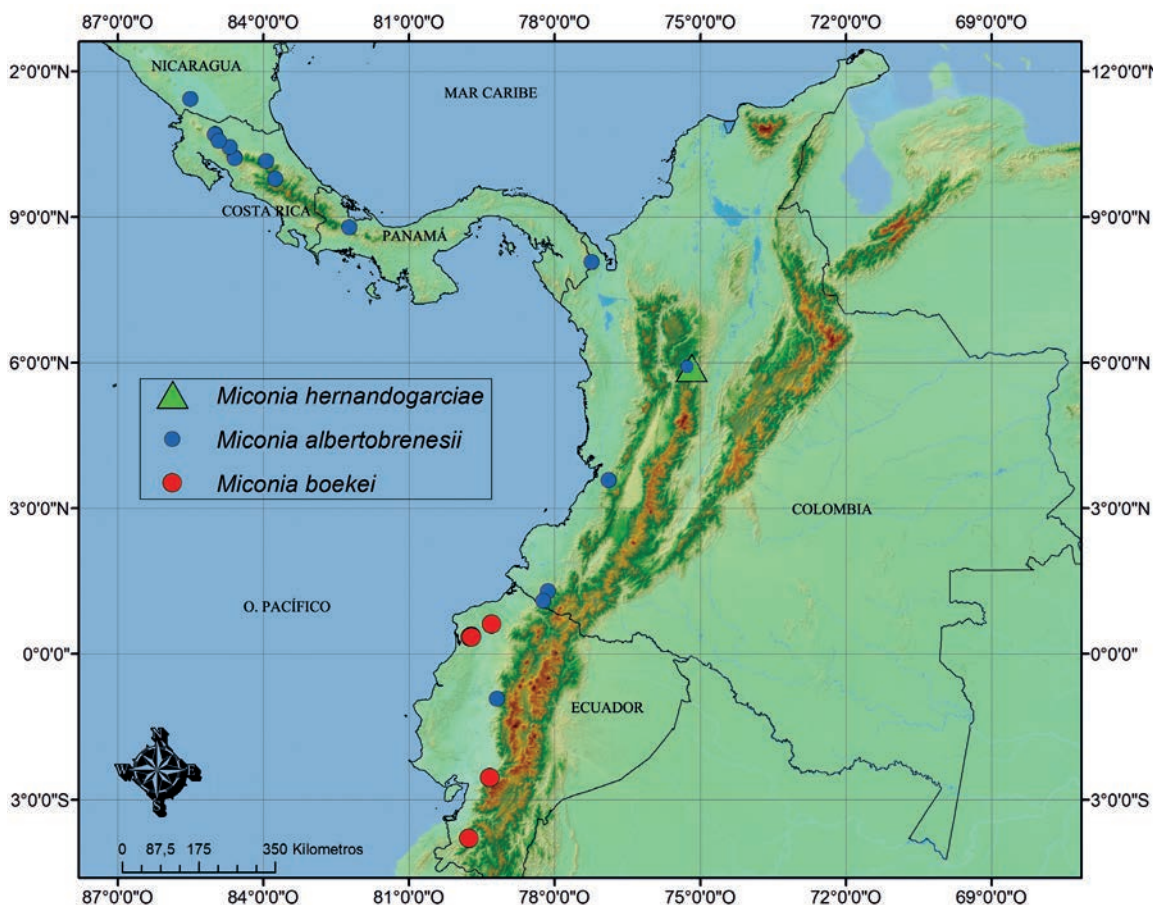 87°0'0"O 84°0'0"O 81°0'0"O 78°0'0"O 75°0'0"O 72°0'0"O 69°0'0"O
NICARAGUA
2°0'0"N 12°0'0"N
MAR CARIBE
9°0'0"N 9°0'0"N
COSTA RICA
PANAMÁ
6°0'0"N 6°0'0"N
Miconia hernandogarciae
Miconia albertobrenesii
Miconia boekei
3°0'0"N 3°0'0"N
COLOMBIA
O. PACÍFICO
0°0'0" 0°0'0"
ECUADOR
3°0'0"S 3°0'0"S
N
O E
S
0 87,5 175 350 Kilometros
87°0'0"O 84°0'0"O 81°0'0"O 78°0'0"O 75°0'0"O 72°0'0"O 69°0'0"O